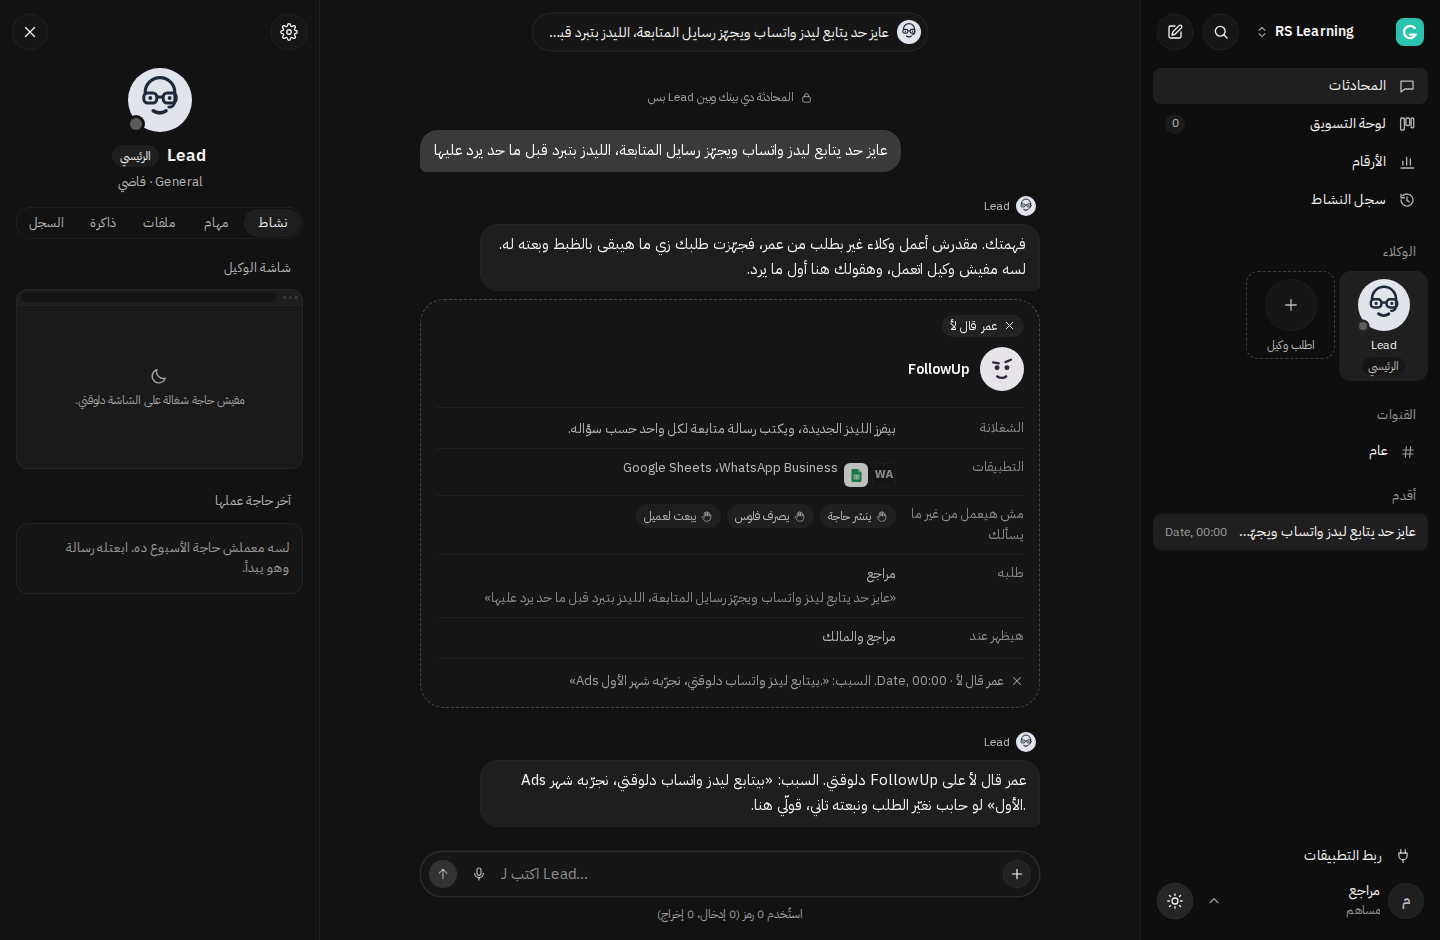 RS Learning
المحادثات
لوحة التسويق
0
الأرقام
سجل النشاط
الوكلاء
Lead
الرئيسي
اطلب وكيل
القنوات
عام
أقدم
عايز حد يتابع ليدز واتساب ويجهّ...
Date, 00:00
ربط التطبيقات
م
مراجع
مساهم
عايز حد يتابع ليدز واتساب ويجهّز رسايل المتابعة، الليدز بتبرد قبـ...
المحادثة دي بينك وبين Lead بس
عايز حد يتابع ليدز واتساب ويجهّز رسايل المتابعة، الليدز بتبرد قبل ما حد يرد عليها
Lead
فهمتك. مقدرش أعمل وكلاء غير بطلب من عمر، فجهّزت طلبك زي ما هيبقى بالظبط وبعته له.
لسه مفيش وكيل اتعمل، وهقولك هنا أول ما يرد.
عمر قال لأ
FollowUp
الشغلانة
بيفرز الليدز الجديدة، ويكتب رسالة متابعة لكل واحد حسب سؤاله.
التطبيقات
WA
Google Sheets ،WhatsApp Business
مش هيعمل من غير ما
يسألك
ينشر حاجة
يصرف فلوس
يبعت لعميل
طلبه
مراجع
«عايز حد يتابع ليدز واتساب ويجهّز رسايل المتابعة، الليدز بتبرد قبل ما حد يرد عليها»
هيظهر عند
مراجع والمالك
عمر قال لأ · Date, 00:00. السبب: «.بيتابع ليدز واتساب دلوقتي، نجرّبه شهر الأول Ads»
Lead
عمر قال لأ على FollowUp دلوقتي. السبب: «بيتابع ليدز واتساب دلوقتي، نجرّبه شهر Ads
.الأول» لو حابب نغيّر الطلب ونبعته تاني، قولّي هنا.
اكتب لـ Lead...
استُخدم 0 رمز (0 إدخال، 0 إخراج)
Lead
الرئيسي
General · فاضي
نشاط
مهام
ملفات
ذاكرة
السجل
شاشة الوكيل
مفيش حاجة شغالة على الشاشة دلوقتي.
آخر حاجة عملها
لسه معملش حاجة الأسبوع ده. ابعتله رسالة
وهو يبدأ.